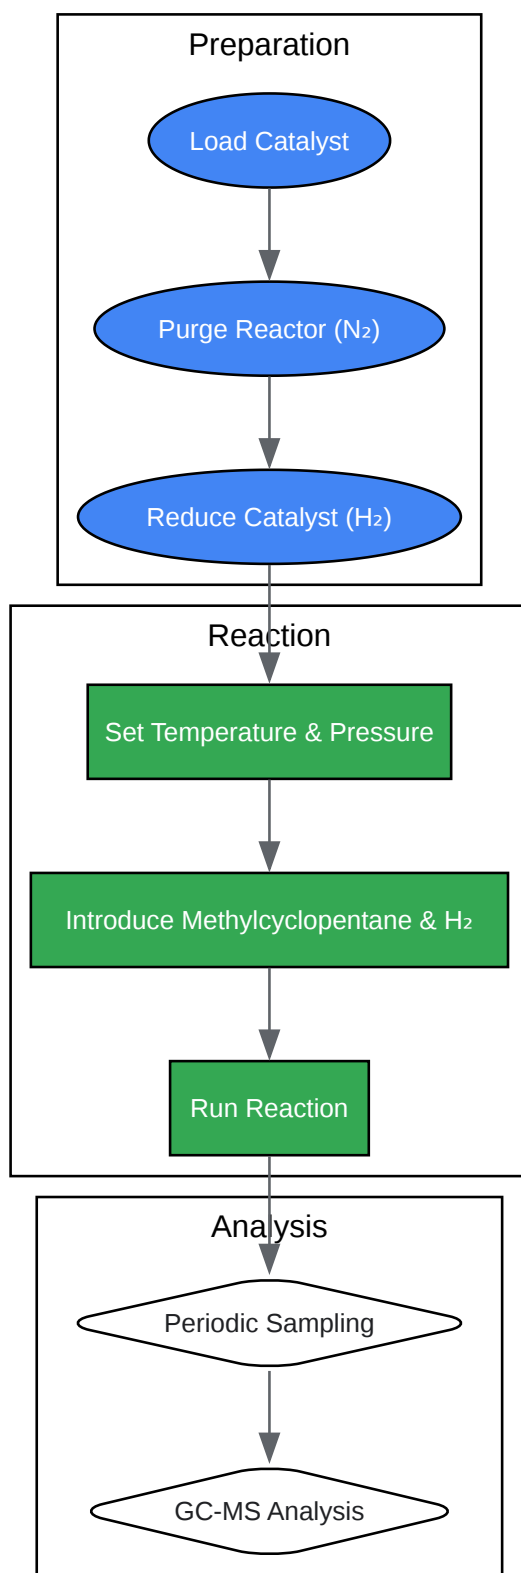 Preparation
Load Catalyst
Purge Reactor (N₂)
Reduce Catalyst (H₂)
Reaction
Set Temperature & Pressure
Introduce Methylcyclopentane & H₂
Run Reaction
Analysis
Periodic Sampling
GC-MS Analysis